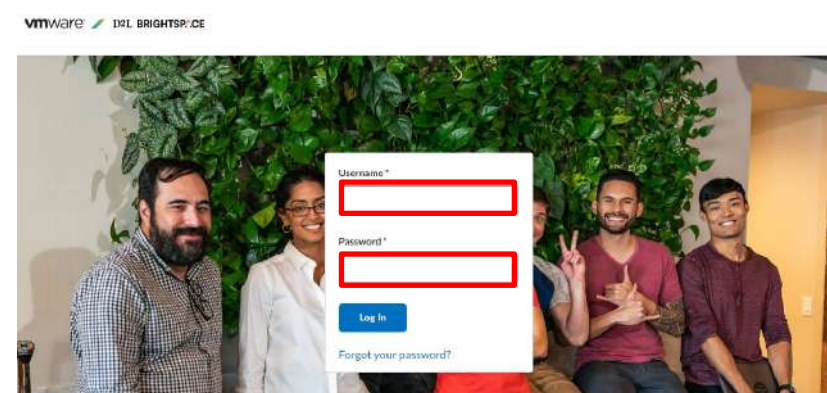 vmware D2L BRIGHTSPACE
Username *
Password *
Log In
Forgot your password?